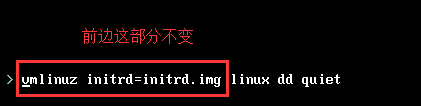 前边这部分不变
> vmlinuz initrd=initrd.img linux dd quiet